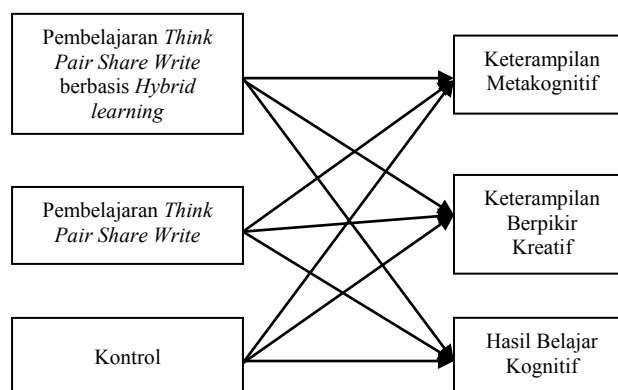 Pembelajaran Think
Pair Share Write
berbasis Hybrid
learning
Keterampilan
Metakognitif
Pembelajaran Think
Pair Share Write
Keterampilan
Berpikir
Kreatif
Kontrol
Hasil Belajar
Kognitif